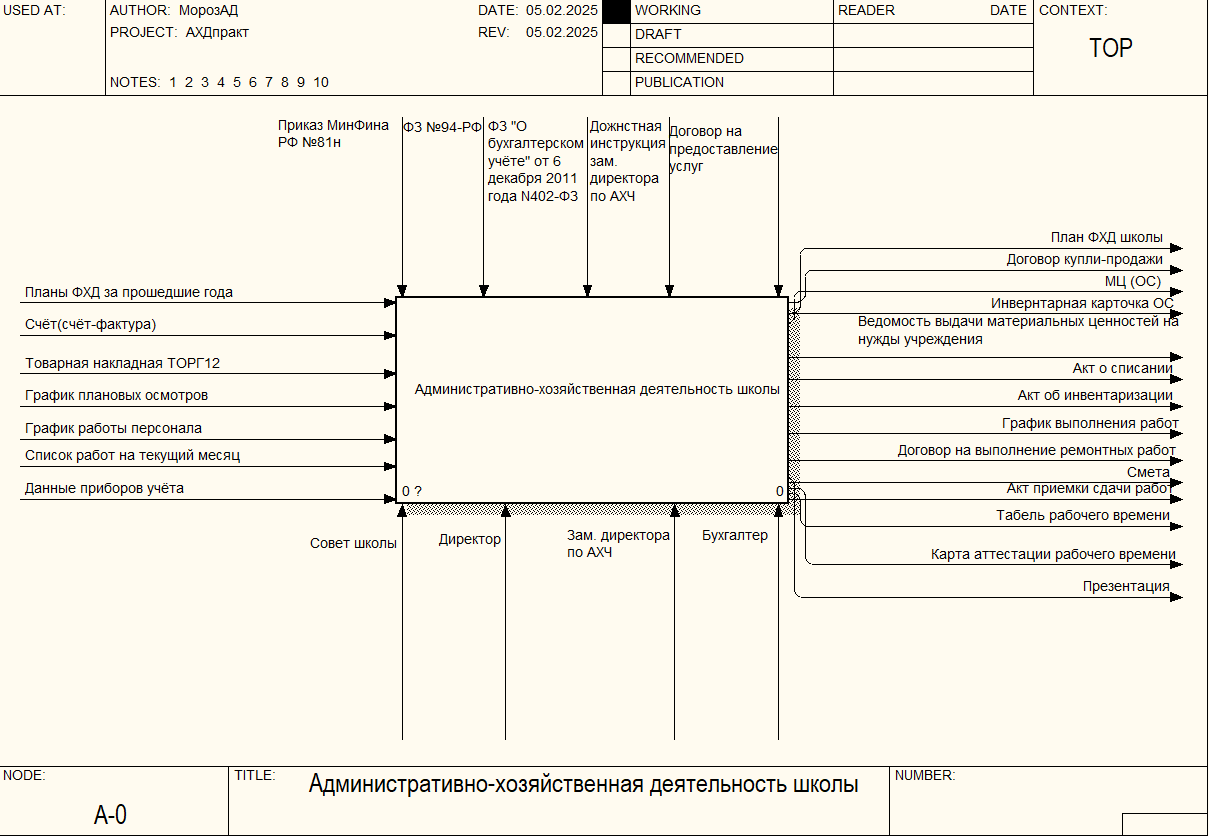 USED AT:
AUTHOR: МорозАД
DATE: 05.02.2025
PROJECT: АХДпракт
REV: 05.02.2025
NOTES: 1 2 3 4 5 6 7 8 9 10
WORKING
DRAFT
RECOMMENDED
PUBLICATION
READER
DATE
CONTEXT:
TOP
Приказ МинФина
РФ №81н
ФЗ №94-РФ
ФЗ "О
бухгалтерском
учёте" от 6
декабря 2011
года N402-ФЗ
Дожнстная
инструкция
зам.
директора
по АХЧ
Договор на
предоставление
услуг
Планы ФХД за прошедшие года
Счёт(счёт-фактура)
Товарная накладная ТОРГ12
График плановых осмотров
График работы персонала
Список работ на текущий месяц
Данные приборов учёта
Административно-хозяйственная деятельность школы
0 ?
0
План ФХД школы
Договор купли-продажи
МЦ (ОС)
Инвернтарная карточка ОС
Ведомость выдачи материальных ценностей на
нужды учреждения
Акт о списании
Акт об инвентаризации
График выполнения работ
Договор на выполнение ремонтных работ
Смета
Акт приемки сдачи работ
Табель рабочего времени
Карта аттестации рабочего времени
Презентация
Совет школы
Директор
Зам. директора
по АХЧ
Бухгалтер
NODE:
A-0
TITLE:
Административно-хозяйственная деятельность школы
NUMBER: